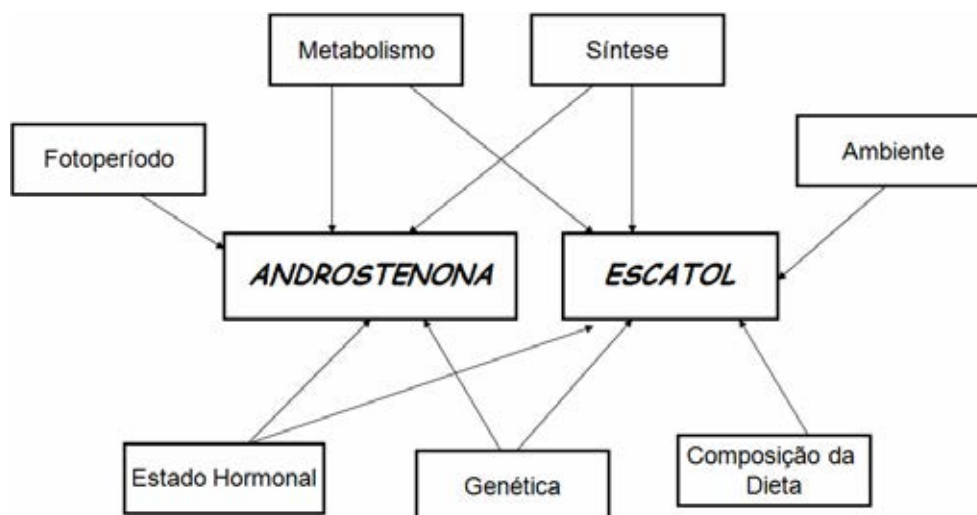 Metabolismo
Síntese
Fotoperíodo
Ambiente
ANDROSTENONA
ESCATOL
Estado Hormonal
Genética
Composição da
Dieta